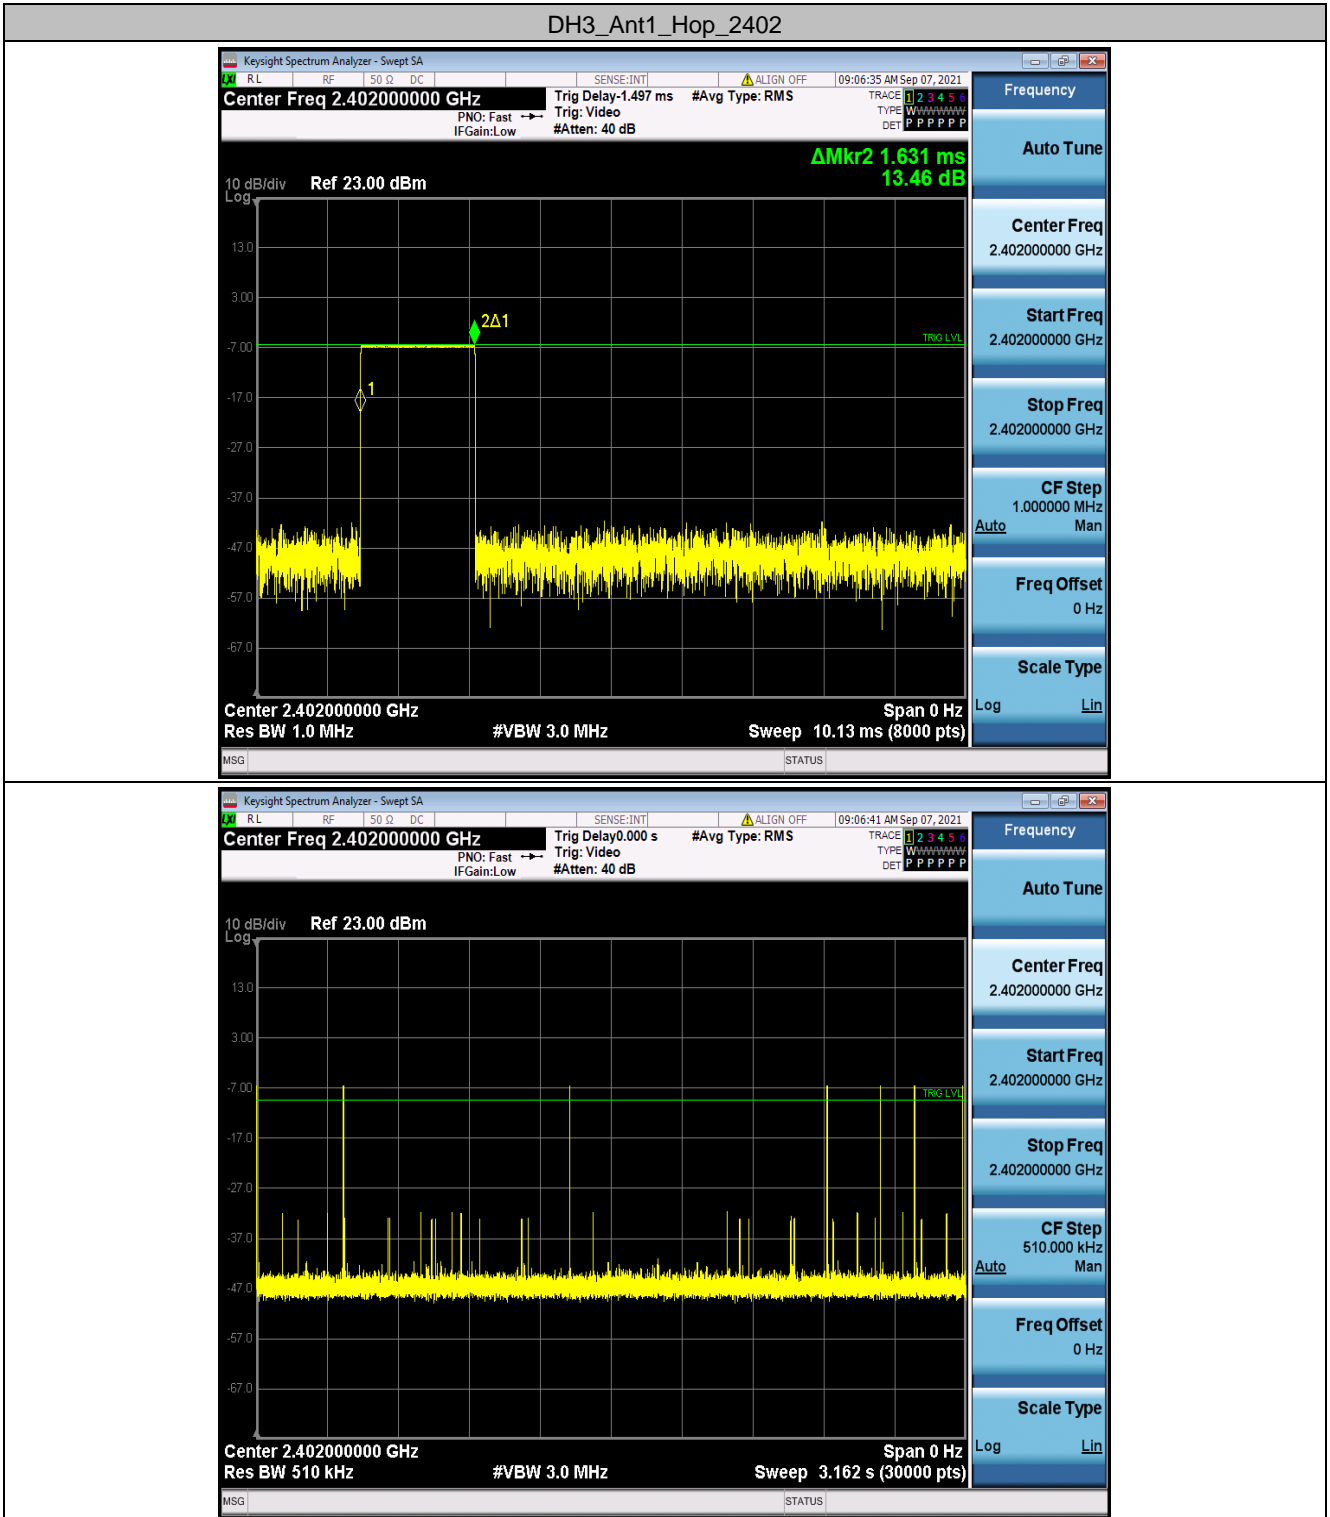 DH3_Ant1_Hop_2402
Keysight Spectrum Analyzer - Swept SA
LXI RL RF 50 Ω DC SENSE:INT ALIGN OFF 09:06:35 AM Sep 07, 2021
Center Freq 2.402000000 GHz
PNO: Fast
IFGain:Low
Trig Delay-1.497 ms
Trig: Video
#Atten: 40 dB
#Avg Type: RMS
TRACE 1 2 3 4 5 6
TYPE WWWWWW
DET P P P P P P
ΔMkr2 1.631 ms
13.46 dB
10 dB/div Ref 23.00 dBm
Log
13.0
3.00
-7.00
-17.0
-27.0
-37.0
-47.0
-57.0
-67.0
2Δ1
1
TRIG LVL
Center 2.402000000 GHz Span 0 Hz
Res BW 1.0 MHz #VBW 3.0 MHz Sweep 10.13 ms (8000 pts)
MSG STATUS
Frequency
Auto Tune
Center Freq
2.402000000 GHz
Start Freq
2.402000000 GHz
Stop Freq
2.402000000 GHz
CF Step
1.000000 MHz
Auto Man
Freq Offset
0 Hz
Scale Type
Log Lin
Keysight Spectrum Analyzer - Swept SA
LXI RL RF 50 Ω DC SENSE:INT ALIGN OFF 09:06:41 AM Sep 07, 2021
Center Freq 2.402000000 GHz
PNO: Fast
IFGain:Low
Trig Delay0.000 s
Trig: Video
#Atten: 40 dB
#Avg Type: RMS
TRACE 1 2 3 4 5 6
TYPE WWWWWW
DET P P P P P P
10 dB/div Ref 23.00 dBm
Log
13.0
3.00
-7.00
-17.0
-27.0
-37.0
-47.0
-57.0
-67.0
TRIG LVL
Center 2.402000000 GHz Span 0 Hz
Res BW 510 kHz #VBW 3.0 MHz Sweep 3.162 s (30000 pts)
MSG STATUS
Frequency
Auto Tune
Center Freq
2.402000000 GHz
Start Freq
2.402000000 GHz
Stop Freq
2.402000000 GHz
CF Step
510.000 kHz
Auto Man
Freq Offset
0 Hz
Scale Type
Log Lin